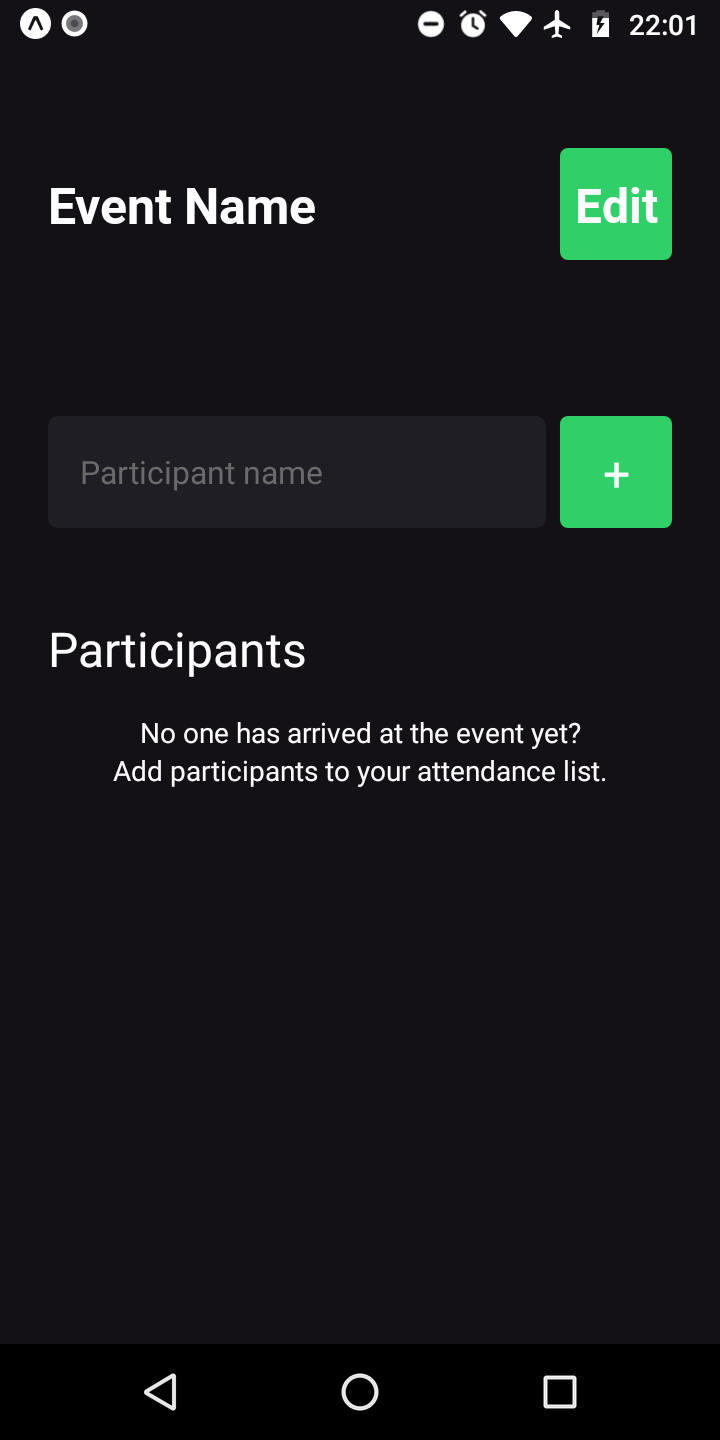 22:01
Event Name
Edit
Participant name
+
Participants
No one has arrived at the event yet?
Add participants to your attendance list.